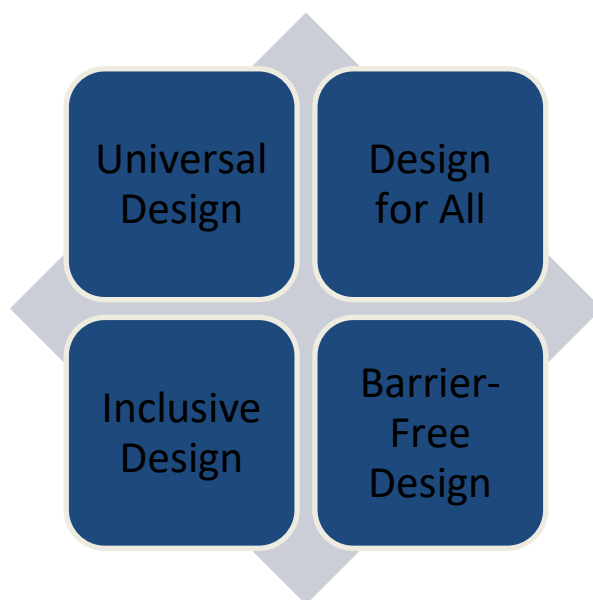 Universal
Design
Design
for All
Inclusive
Design
Barrier-
Free
Design